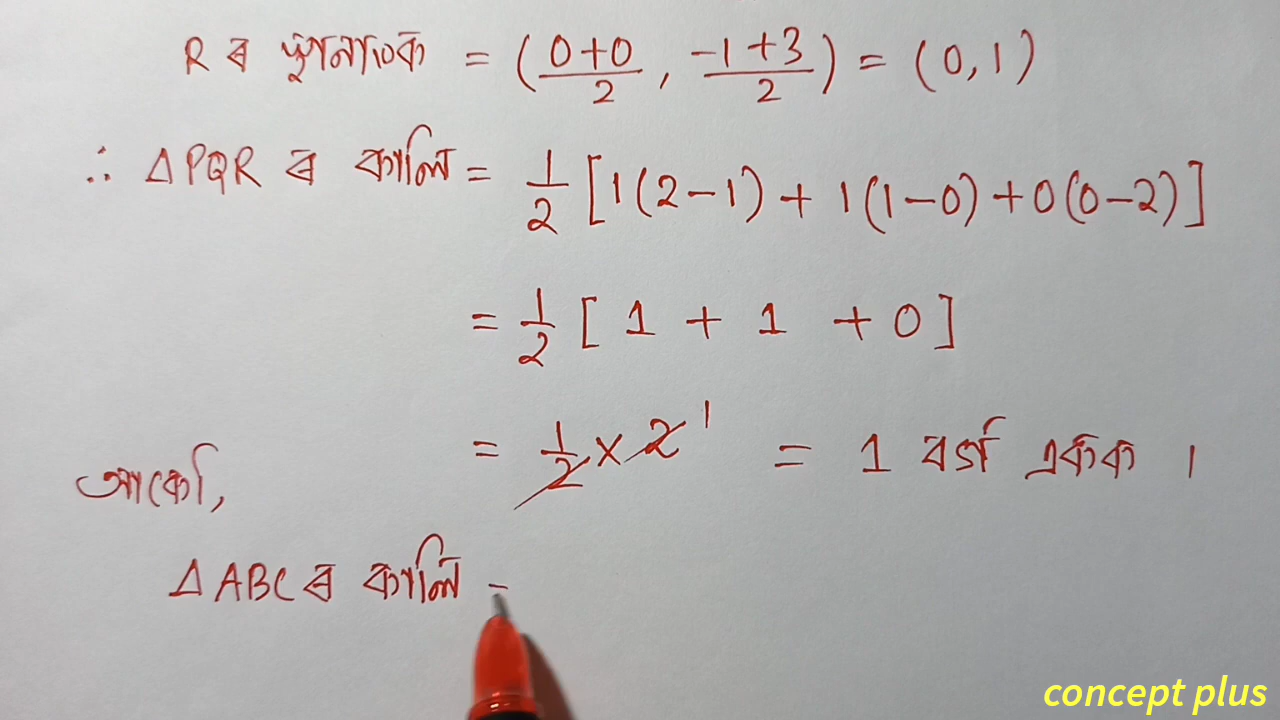 R ৰ স্থানাংক = (0+0/2, -1+3/2) = (0,1)
∴ ΔPQR ৰ কালি = 1/2 [1(2-1) + 1(1-0) + 0(0-2)]
= 1/2 [1 + 1 + 0]
= 1/2 × 2 1 = 1 বৰ্গ একক ।
আকৌ,
ΔABC ৰ কালি =
concept plus